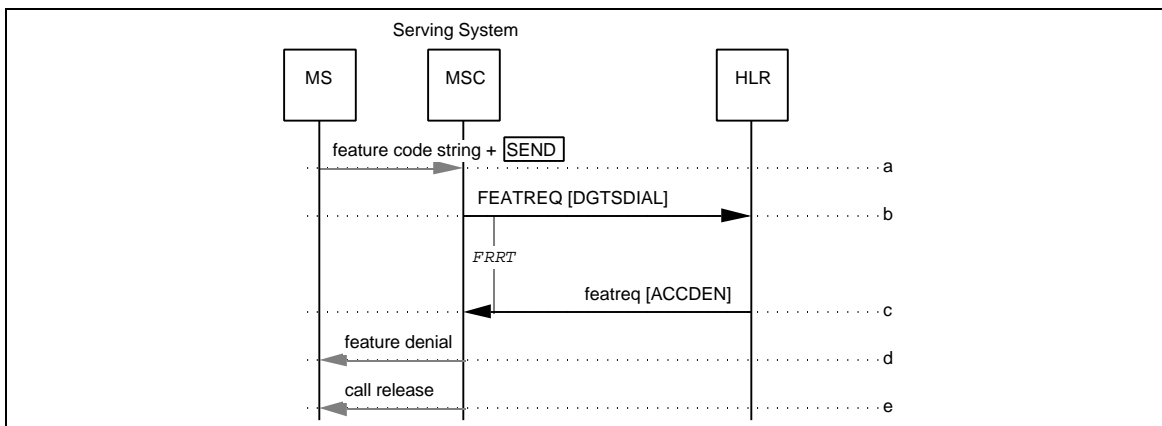 Serving System
MS
MSC
HLR
feature code string + SEND
a
FEATREQ [DGTSDIAL]
b
FRRT
featreq [ACCDEN]
c
feature denial
d
call release
e